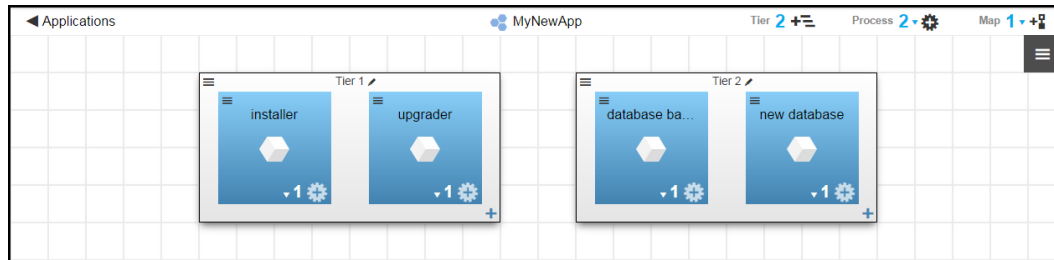 Applications
MyNewApp
Tier 2
Process 2
Map 1
Tier 1
Tier 2
installer
upgrader
database ba...
new database
1
1
1
1